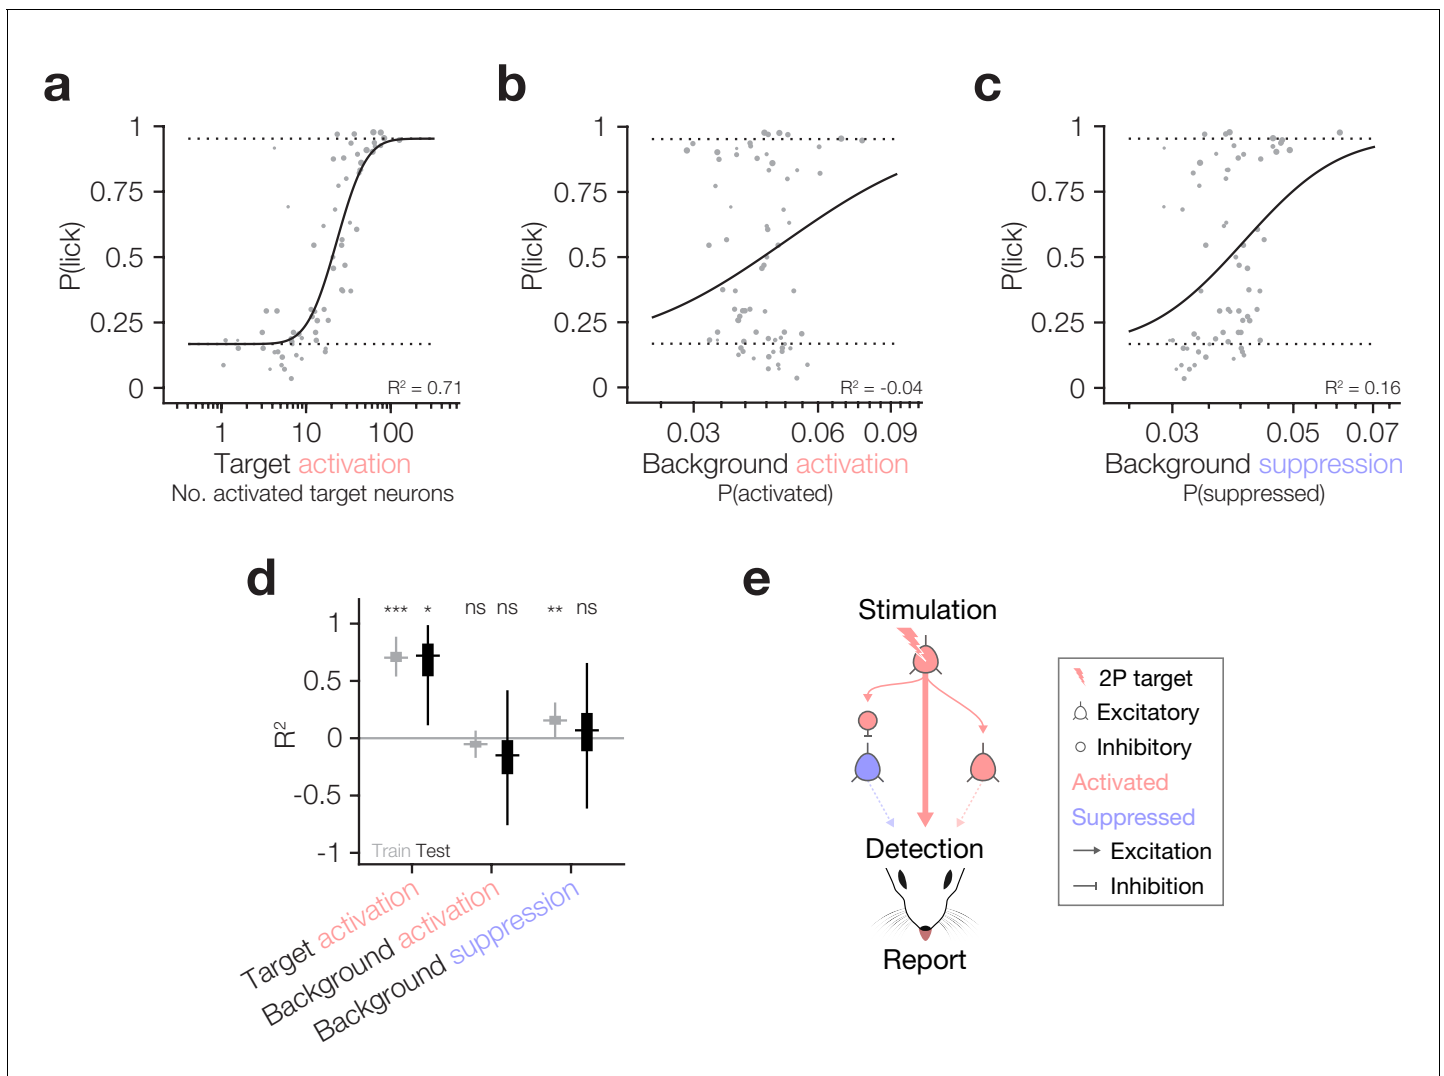 a
1
0.75
0.5
0.25
0
P(lick)
R² = 0.71
1 10 100
Target activation
No. activated target neurons
b
1
0.75
0.5
0.25
0
P(lick)
R² = -0.04
0.03 0.06 0.09
Background activation
P(activated)
c
1
0.75
0.5
0.25
0
P(lick)
R² = 0.16
0.03 0.05 0.07
Background suppression
P(suppressed)
d
*** * ns ns ** ns
1
0.5
0
-0.5
-1
R²
Train Test
Target activation
Background activation
Background suppression
e
Stimulation
Detection
Report
2P target
Excitatory
Inhibitory
Activated
Suppressed
Excitation
Inhibition